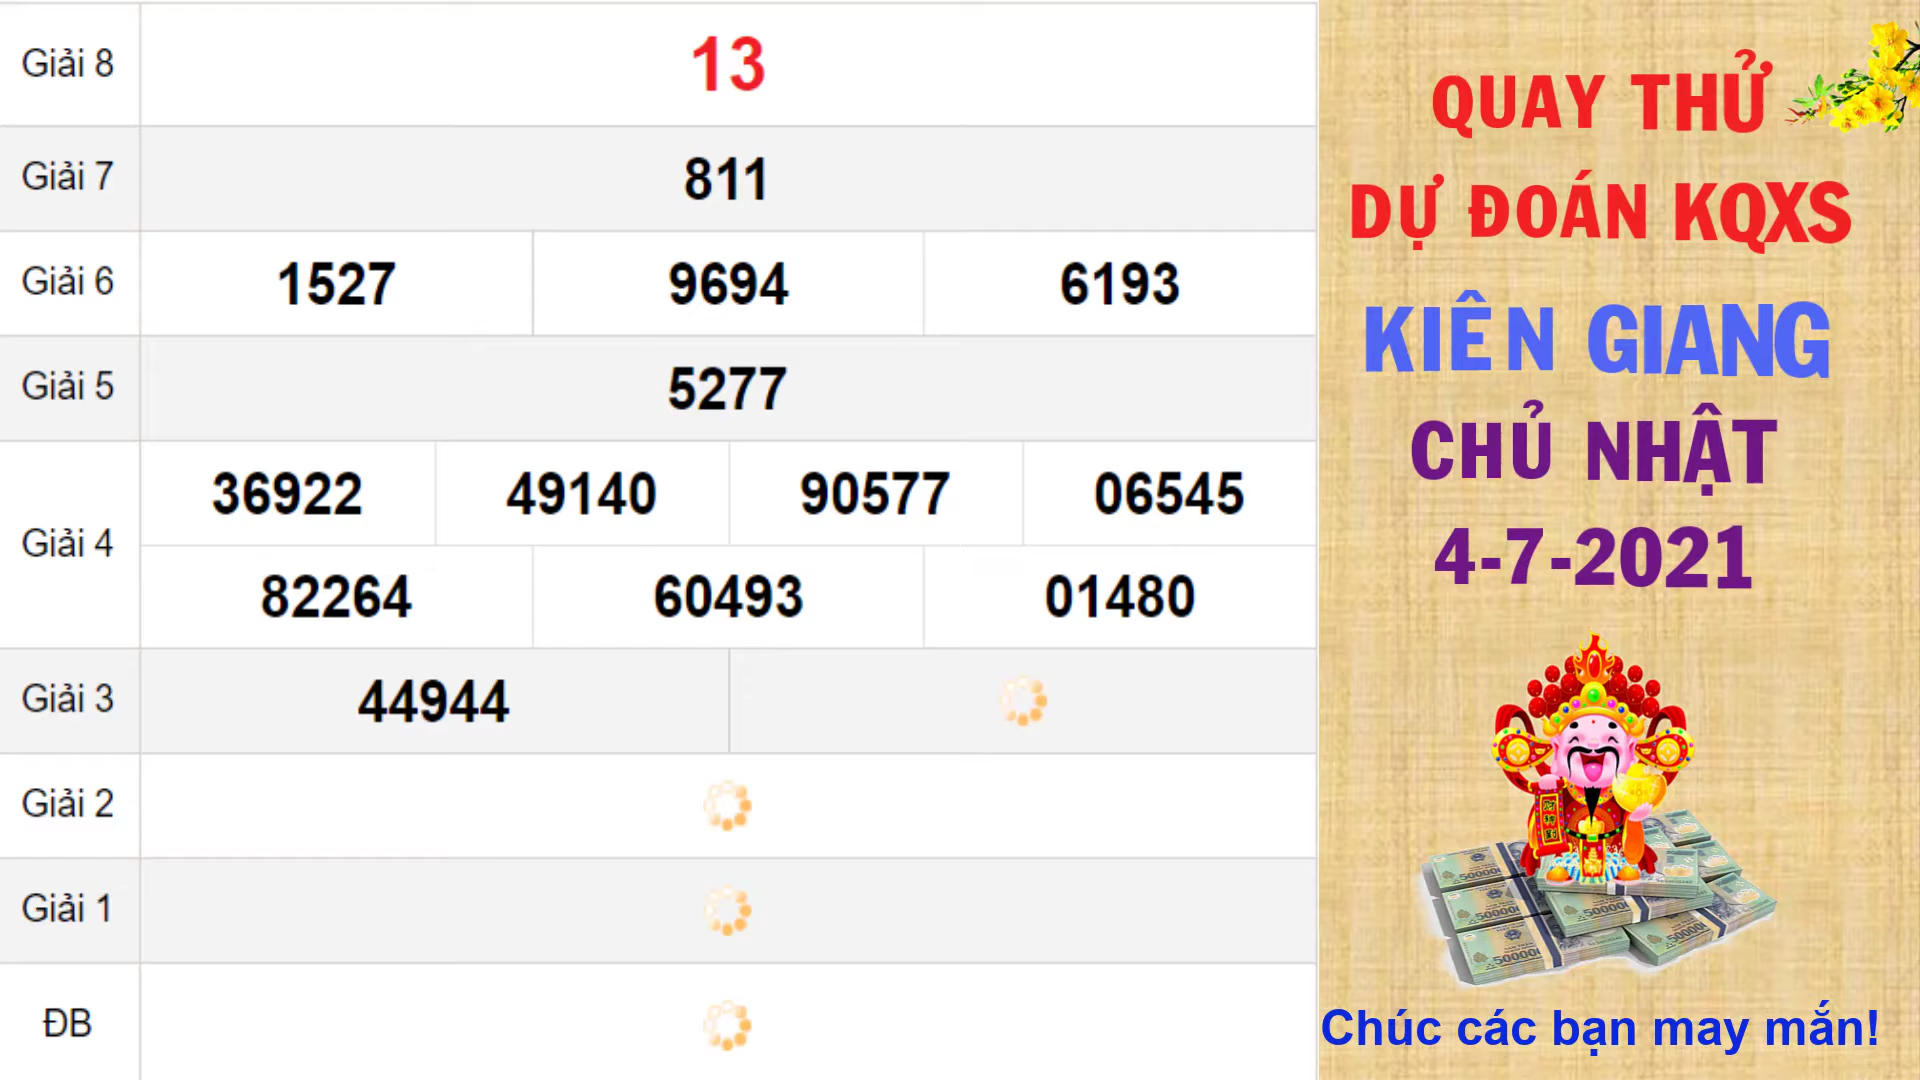 Giải 8 13
Giải 7 811
Giải 6 1527 9694 6193
Giải 5 5277
Giải 4 36922 49140 90577 06545
82264 60493 01480
Giải 3 44944
Giải 2
Giải 1
ĐB
QUAY THỬ
DỰ ĐOÁN KQXS
KIÊN GIANG
CHỦ NHẬT
4-7-2021
Chúc các bạn may mắn!